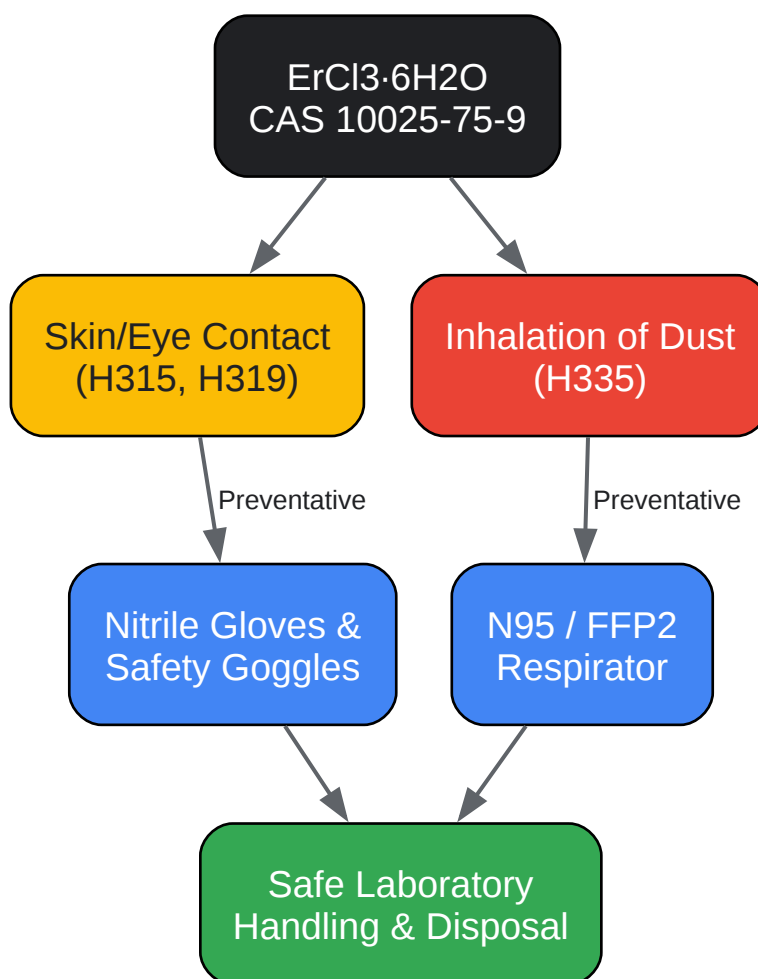 ErCl3·6H2O
CAS 10025-75-9
Skin/Eye Contact
(H315, H319)
Inhalation of Dust
(H335)
Preventative
Preventative
Nitrile Gloves &
Safety Goggles
N95 / FFP2
Respirator
Safe Laboratory
Handling & Disposal